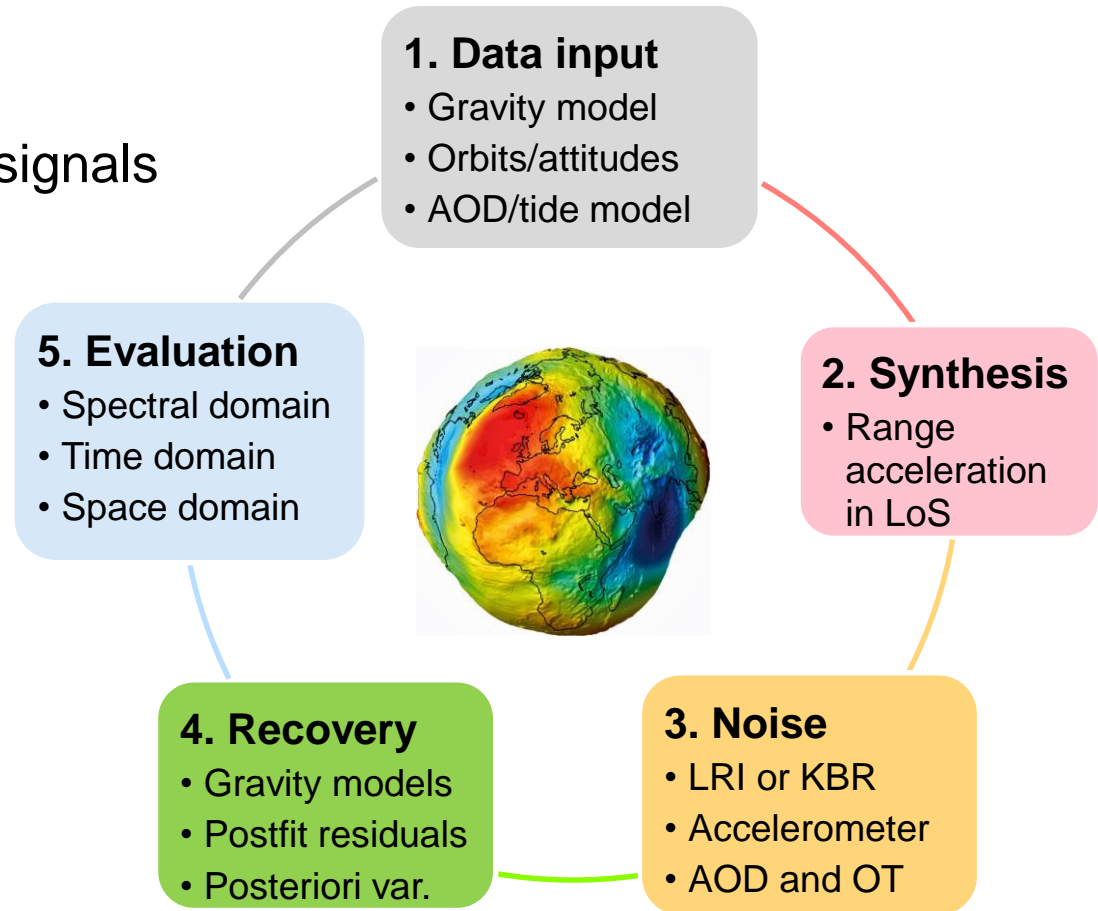 signals
1. Data input
• Gravity model
• Orbits/attitudes
• AOD/tide model
2. Synthesis
• Range
acceleration
in LoS
3. Noise
• LRI or KBR
• Accelerometer
• AOD and OT
4. Recovery
• Gravity models
• Postfit residuals
• Posteriori var.
5. Evaluation
• Spectral domain
• Time domain
• Space domain